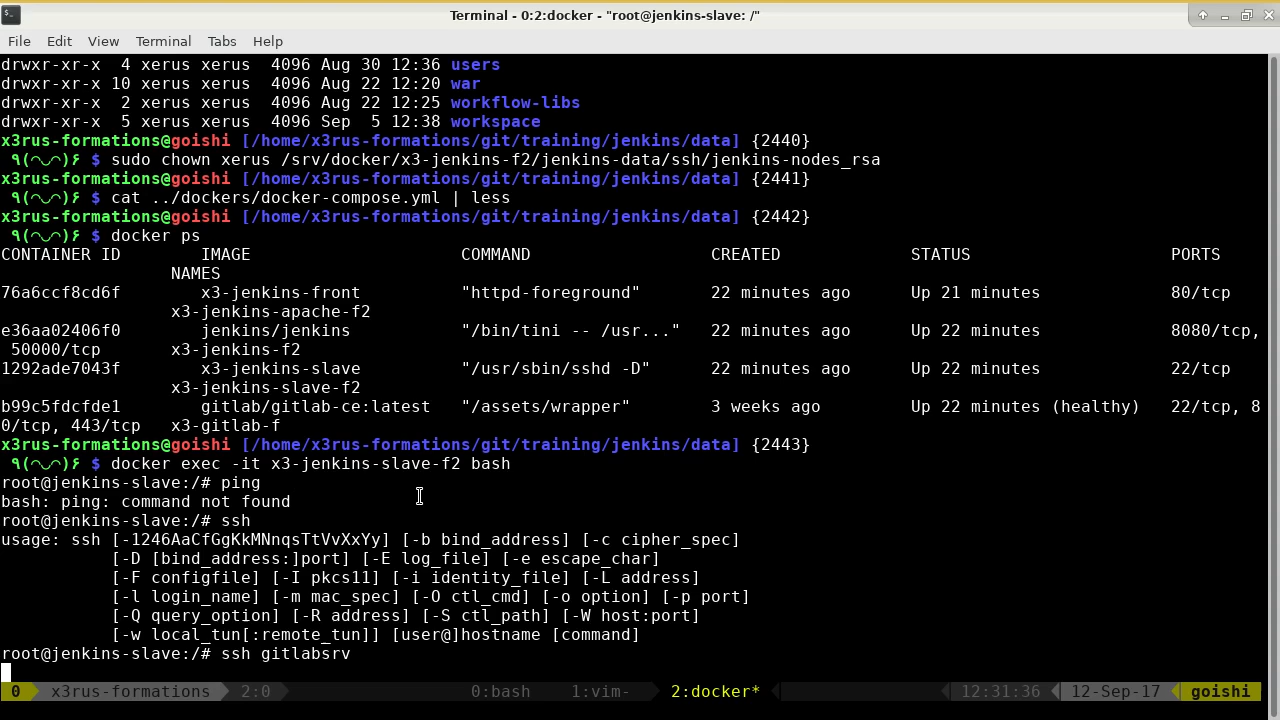 Terminal - 0:2:docker - "root@jenkins-slave: /"
File Edit View Terminal Tabs Help
drwxr-xr-x  4 xerus xerus  4096 Aug 30 12:36 users
drwxr-xr-x 10 xerus xerus  4096 Aug 22 12:20 war
drwxr-xr-x  2 xerus xerus  4096 Aug 22 12:25 workflow-libs
drwxr-xr-x  5 xerus xerus  4096 Sep  5 12:38 workspace
x3rus-formations@goishi [/home/x3rus-formations/git/training/jenkins/data] {2440}
٩(◠◡◠)۶ $ sudo chown xerus /srv/docker/x3-jenkins-f2/jenkins-data/ssh/jenkins-nodes_rsa
x3rus-formations@goishi [/home/x3rus-formations/git/training/jenkins/data] {2441}
٩(◠◡◠)۶ $ cat ../dockers/docker-compose.yml | less
x3rus-formations@goishi [/home/x3rus-formations/git/training/jenkins/data] {2442}
٩(◠◡◠)۶ $ docker ps
CONTAINER ID        IMAGE                     COMMAND                  CREATED             STATUS                    PORTS
                 NAMES
76a6ccf8cd6f        x3-jenkins-front          "httpd-foreground"       22 minutes ago      Up 21 minutes             80/tcp
                 x3-jenkins-apache-f2
e36aa02406f0        jenkins/jenkins           "/bin/tini -- /usr..."   22 minutes ago      Up 22 minutes             8080/tcp,
 50000/tcp       x3-jenkins-f2
1292ade7043f        x3-jenkins-slave          "/usr/sbin/sshd -D"      22 minutes ago      Up 22 minutes             22/tcp
                 x3-jenkins-slave-f2
b99c5fdcfde1        gitlab/gitlab-ce:latest   "/assets/wrapper"        3 weeks ago         Up 22 minutes (healthy)   22/tcp, 8
0/tcp, 443/tcp   x3-gitlab-f
x3rus-formations@goishi [/home/x3rus-formations/git/training/jenkins/data] {2443}
٩(◠◡◠)۶ $ docker exec -it x3-jenkins-slave-f2 bash
root@jenkins-slave:/# ping
bash: ping: command not found
root@jenkins-slave:/# ssh
usage: ssh [-1246AaCfGgKkMNnqsTtVvXxYy] [-b bind_address] [-c cipher_spec]
           [-D [bind_address:]port] [-E log_file] [-e escape_char]
           [-F configfile] [-I pkcs11] [-i identity_file] [-L address]
           [-l login_name] [-m mac_spec] [-O ctl_cmd] [-o option] [-p port]
           [-Q query_option] [-R address] [-S ctl_path] [-W host:port]
           [-w local_tun[:remote_tun]] [user@]hostname [command]
root@jenkins-slave:/# ssh gitlabsrv
0 x3rus-formations 2:0 0:bash 1:vim- 2:docker* 12:31:36 12-Sep-17 goishi